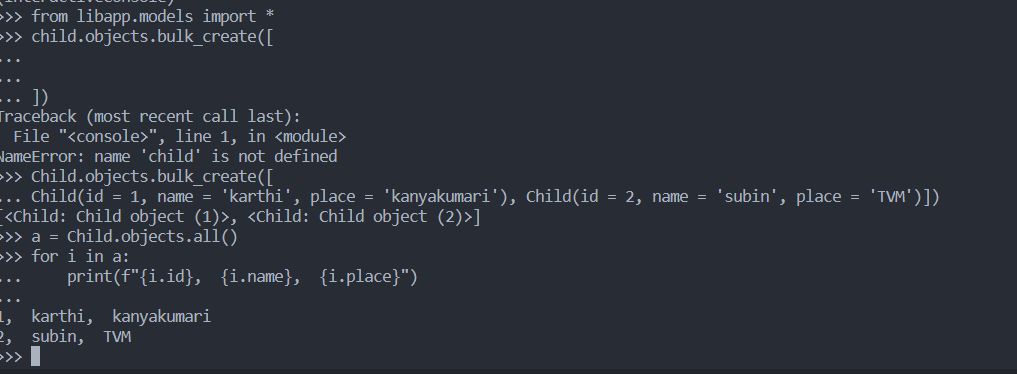 (InteractiveConsole)
>>> from libapp.models import *
>>> child.objects.bulk_create([
...
...
... ])
Traceback (most recent call last):
  File "<console>", line 1, in <module>
NameError: name 'child' is not defined
>>> Child.objects.bulk_create([
... Child(id = 1, name = 'karthi', place = 'kanyakumari'), Child(id = 2, name = 'subin', place = 'TVM')])
[<Child: Child object (1)>, <Child: Child object (2)>]
>>> a = Child.objects.all()
>>> for i in a:
...     print(f"{i.id},  {i.name},  {i.place}")
...
1,  karthi,  kanyakumari
2,  subin,  TVM
>>>